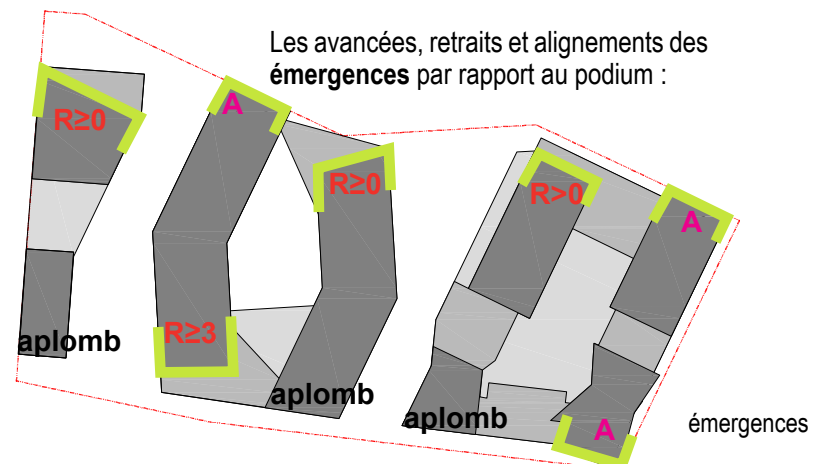 Les avancées, retraits et alignements des
émergences par rapport au podium :
R≥0
A
R≥0
R>0
A
R≥3
aplomb
aplomb
aplomb
A
émergences